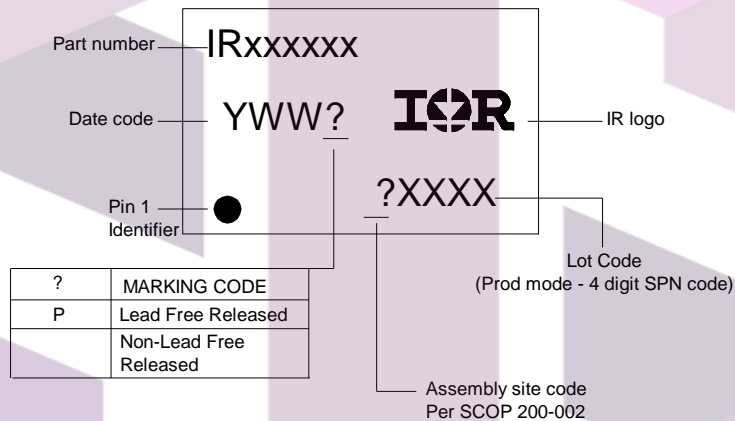 Part number
IRxxxxxx
Date code
YWW?
IOR
IR logo
?XXXX
Pin 1
Identifier
Lot Code
(Prod mode - 4 digit SPN code)
? MARKING CODE
P Lead Free Released
Non-Lead Free
Released
Assembly site code
Per SCOP 200-002